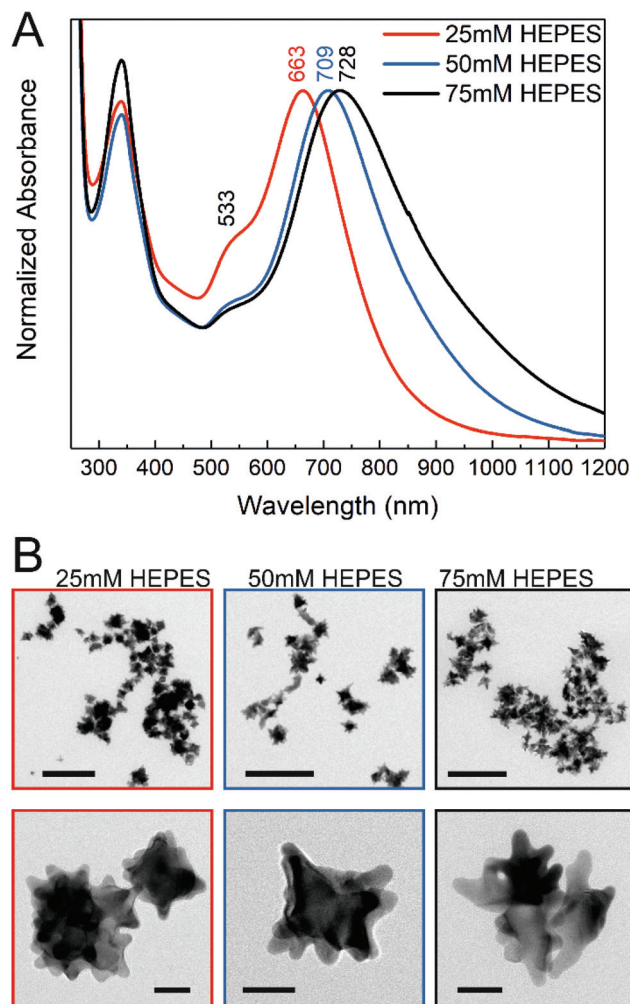 A
25mM HEPES
50mM HEPES
75mM HEPES
663
709
728
533
Normalized Absorbance
300 400 500 600 700 800 900 1000 1100 1200
Wavelength (nm)
B
25mM HEPES 50mM HEPES 75mM HEPES